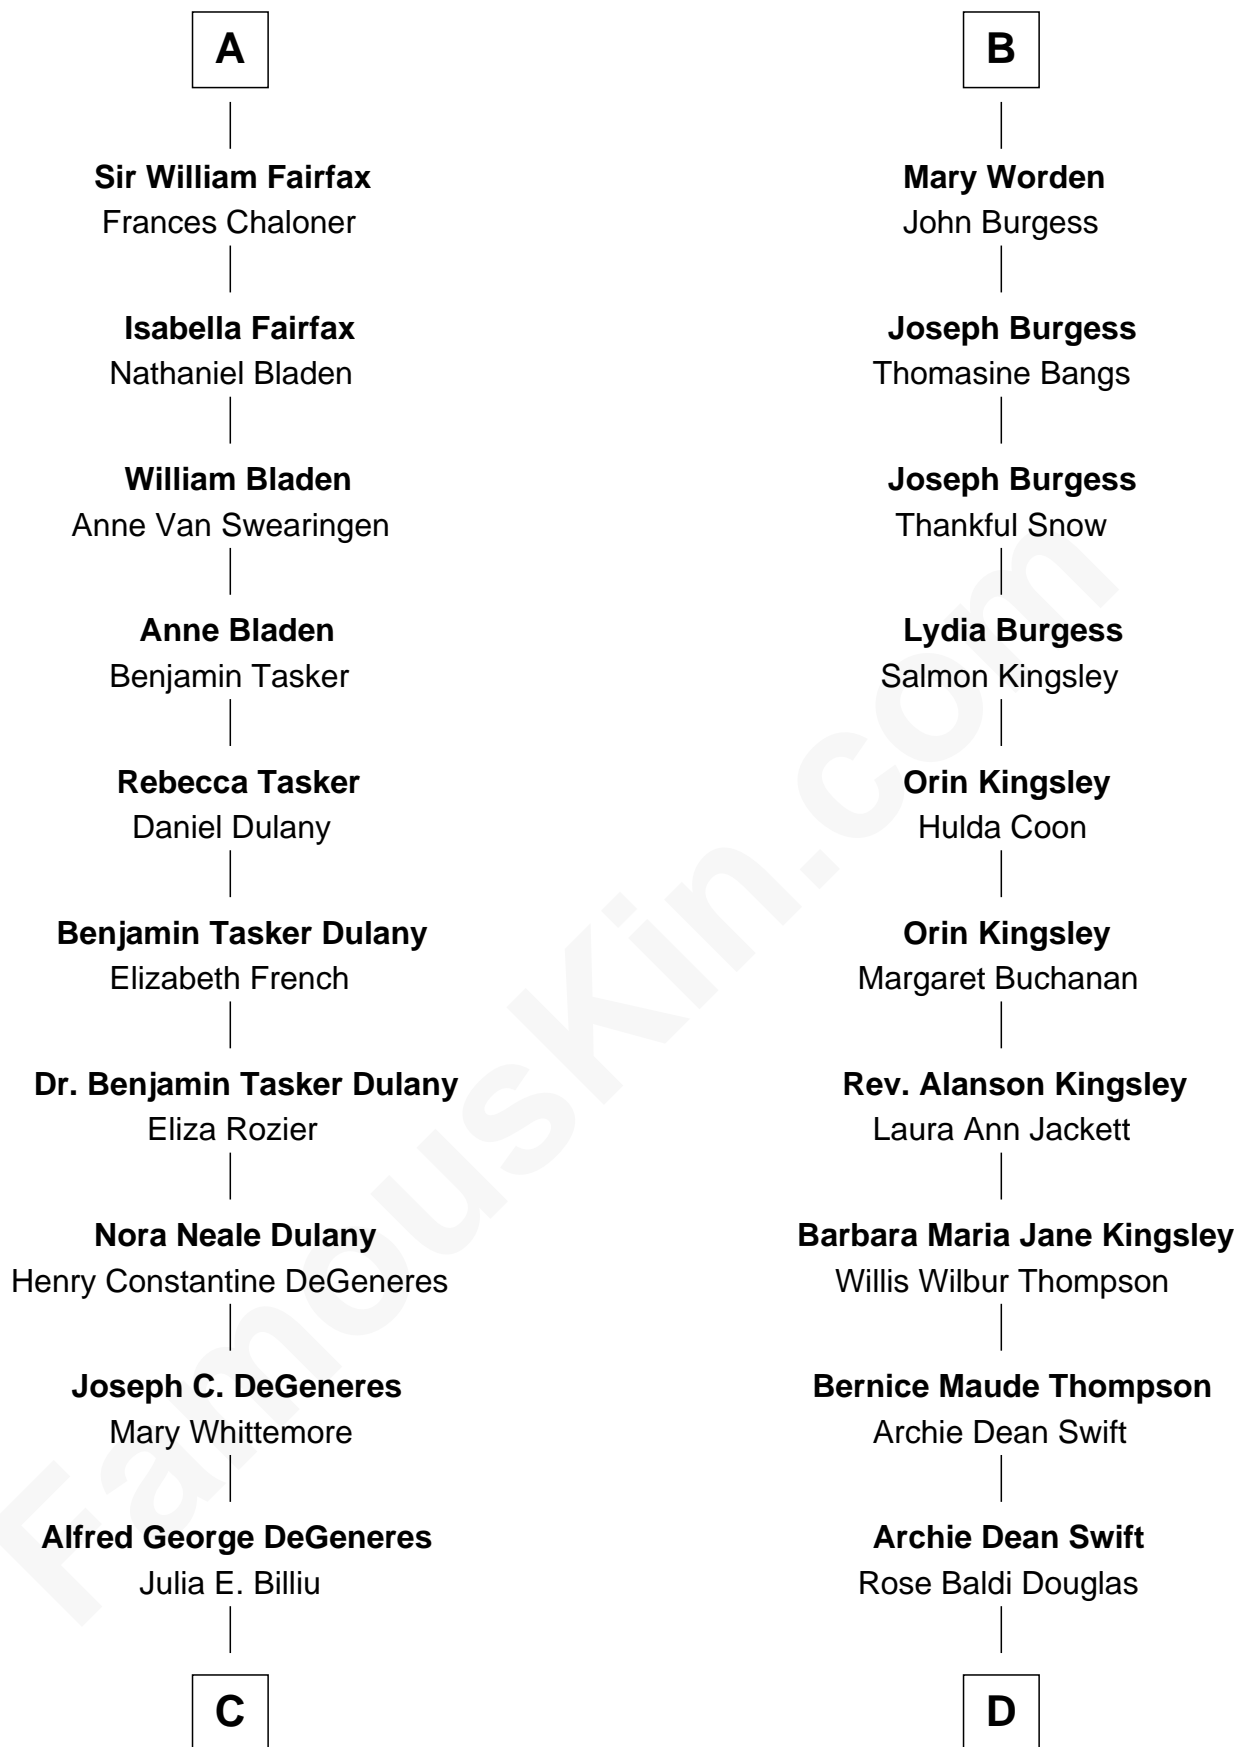 A
Sir William Fairfax
Frances Chaloner
Isabella Fairfax
Nathaniel Bladen
William Bladen
Anne Van Swearingen
Anne Bladen
Benjamin Tasker
Rebecca Tasker
Daniel Dulany
Benjamin Tasker Dulany
Elizabeth French
Dr. Benjamin Tasker Dulany
Eliza Rozier
Nora Neale Dulany
Henry Constantine DeGeneres
Joseph C. DeGeneres
Mary Whittemore
Alfred George DeGeneres
Julia E. Billiu
C
B
Mary Worden
John Burgess
Joseph Burgess
Thomasine Bangs
Joseph Burgess
Thankful Snow
Lydia Burgess
Salmon Kingsley
Orin Kingsley
Hulda Coon
Orin Kingsley
Margaret Buchanan
Rev. Alanson Kingsley
Laura Ann Jackett
Barbara Maria Jane Kingsley
Willis Wilbur Thompson
Bernice Maude Thompson
Archie Dean Swift
Archie Dean Swift
Rose Baldi Douglas
D
FamousKin.com